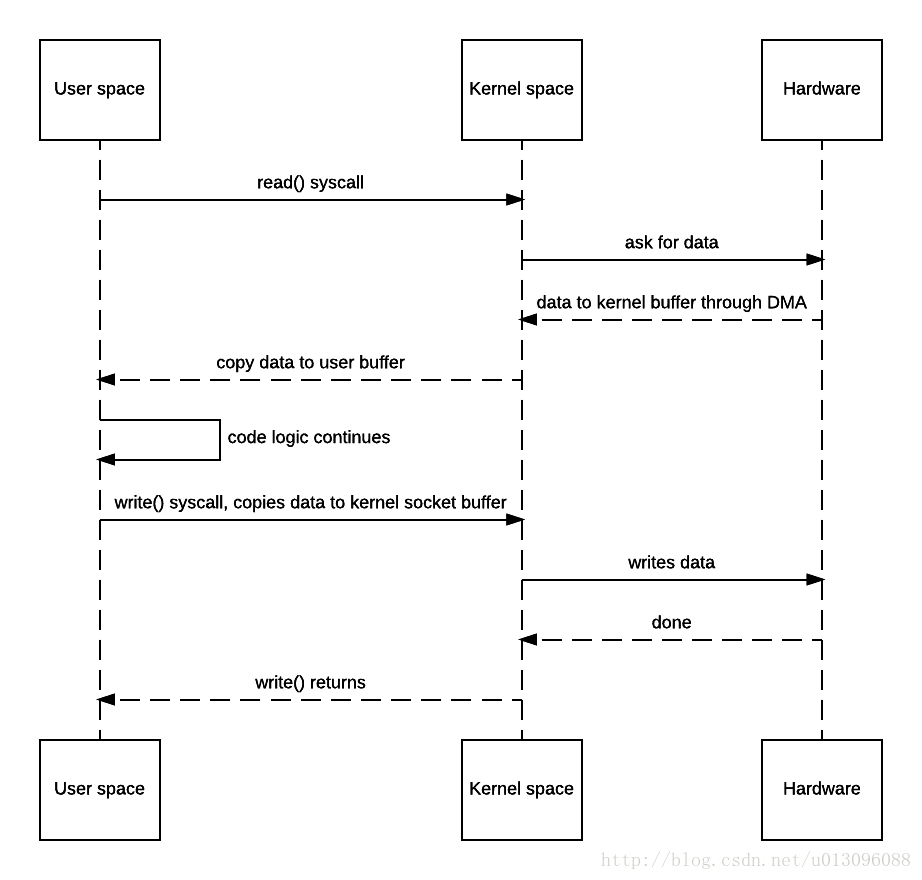 User space
Kernel space
Hardware
read() syscall
ask for data
data to kernel buffer through DMA
copy data to user buffer
code logic continues
write() syscall, copies data to kernel socket buffer
writes data
done
write() returns
User space
Kernel space
Hardware
http://blog.csdn.net/u013096088